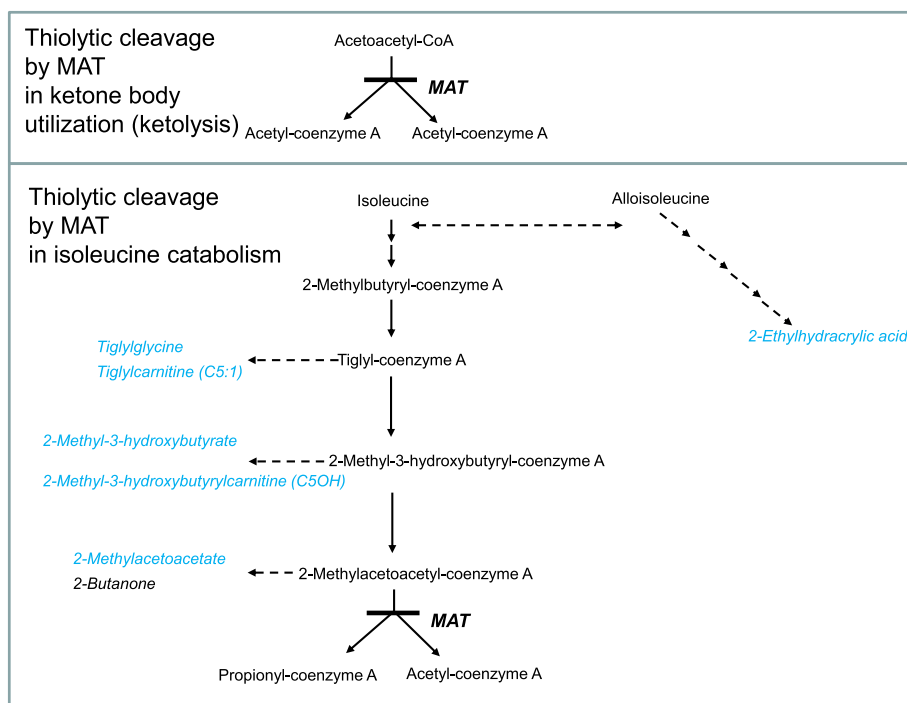 Thiolytic cleavage
by MAT
in ketone body
utilization (ketolysis)
Acetoacetyl-CoA
MAT
Acetyl-coenzyme A
Acetyl-coenzyme A
Thiolytic cleavage
by MAT
in isoleucine catabolism
Isoleucine
Alloisoleucine
2-Methylbutyryl-coenzyme A
2-Ethylhydracrylic acid
Tiglylglycine
Tiglylcarnitine (C5:1)
Tiglyl-coenzyme A
2-Methyl-3-hydroxybutyrate
2-Methyl-3-hydroxybutyrylcarnitine (C5OH)
2-Methyl-3-hydroxybutyryl-coenzyme A
2-Methylacetoacetate
2-Butanone
2-Methylacetoacetyl-coenzyme A
MAT
Propionyl-coenzyme A
Acetyl-coenzyme A